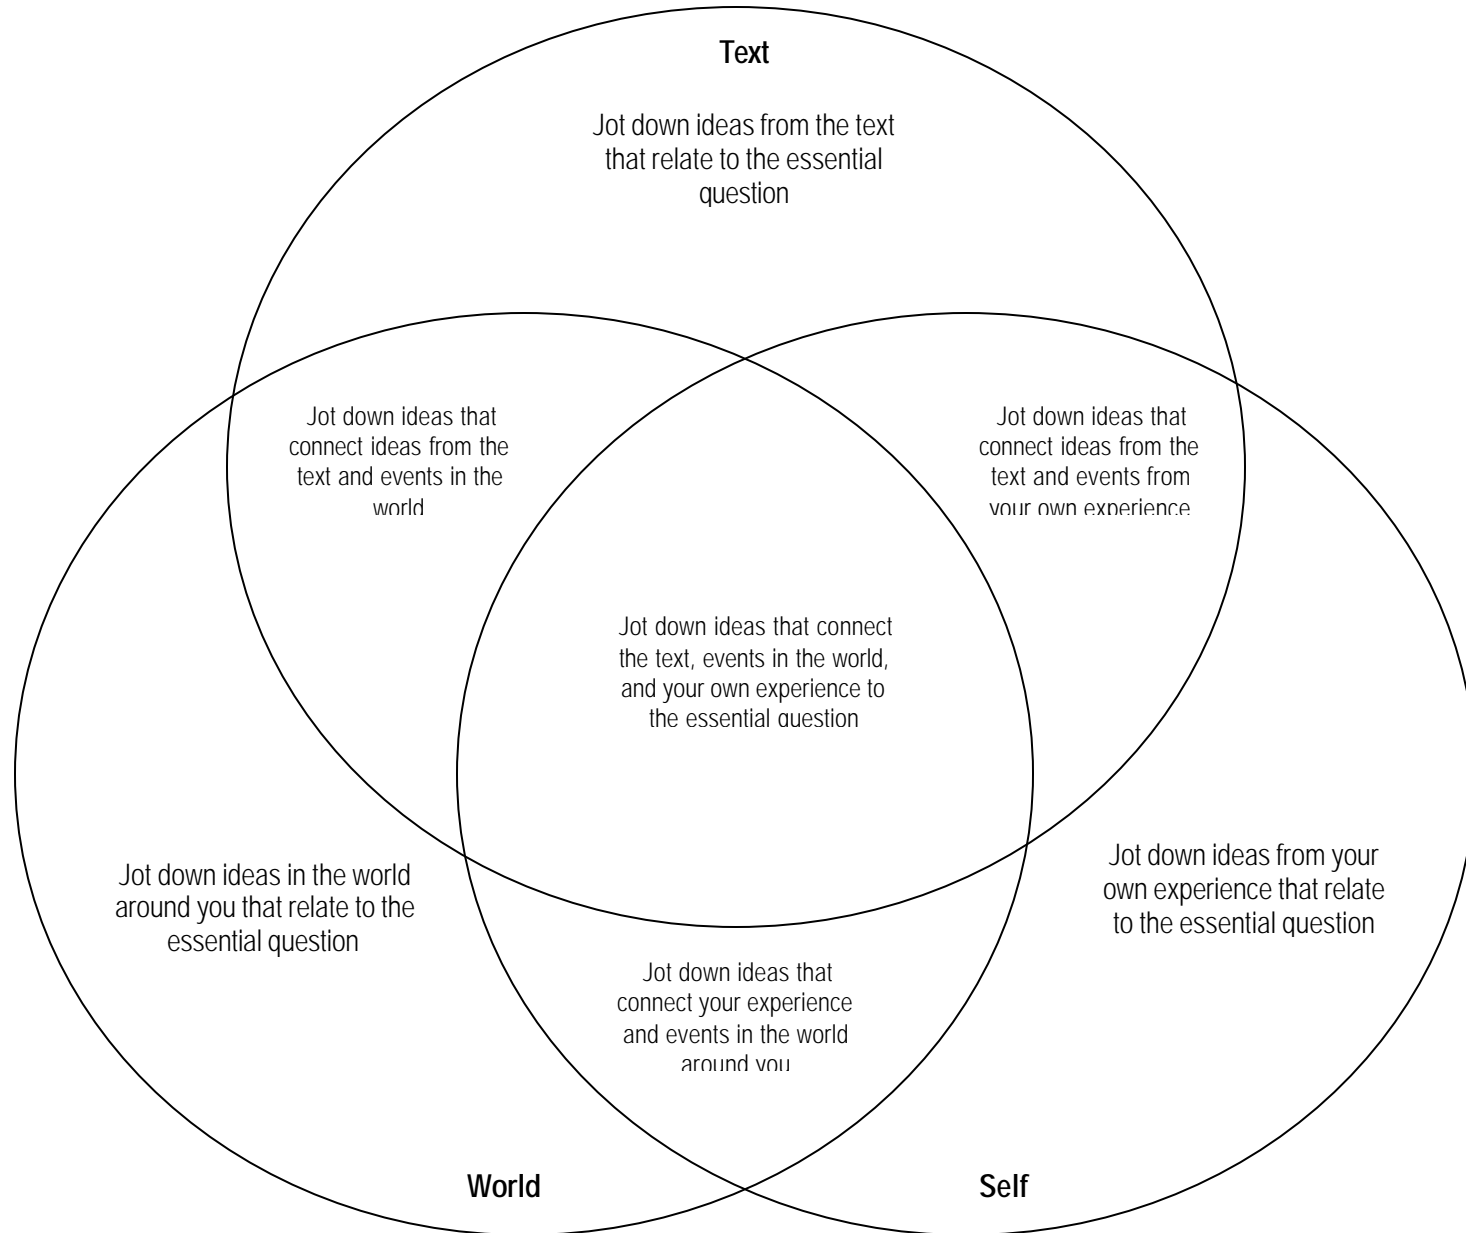 Text
Jot down ideas from the text
that relate to the essential
question
Jot down ideas that
connect ideas from the
text and events in the
world
Jot down ideas that
connect ideas from the
text and events from
your own experience
Jot down ideas that connect
the text, events in the world,
and your own experience to
the essential question
Jot down ideas in the world
around you that relate to the
essential question
Jot down ideas from your
own experience that relate
to the essential question
Jot down ideas that
connect your experience
and events in the world
around you
World
Self